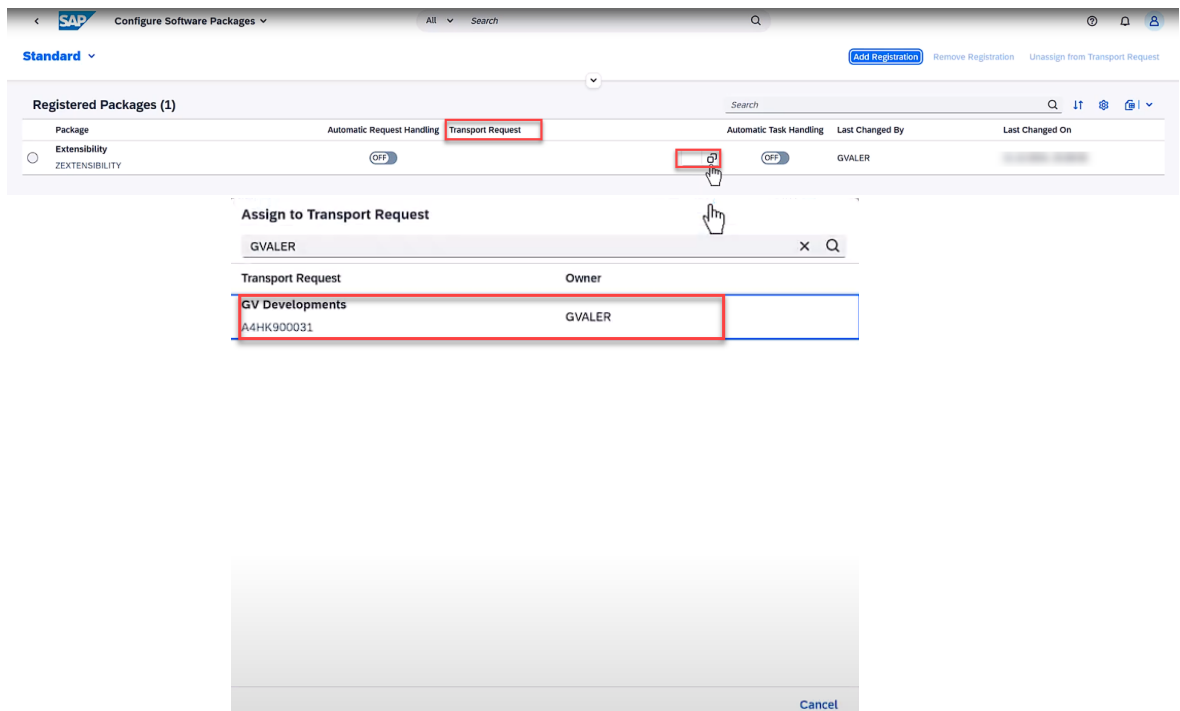 SAP Configure Software Packages All Search
Standard Add Registration Remove Registration Unassign from Transport Request
Registered Packages (1) Search
Package Automatic Request Handling Transport Request Automatic Task Handling Last Changed By Last Changed On
Extensibility
OFF OFF GVALER
ZEXTENSIBILITY
Assign to Transport Request
GVALER
Transport Request Owner
GV Developments
GVALER
A4HK900031
Cancel